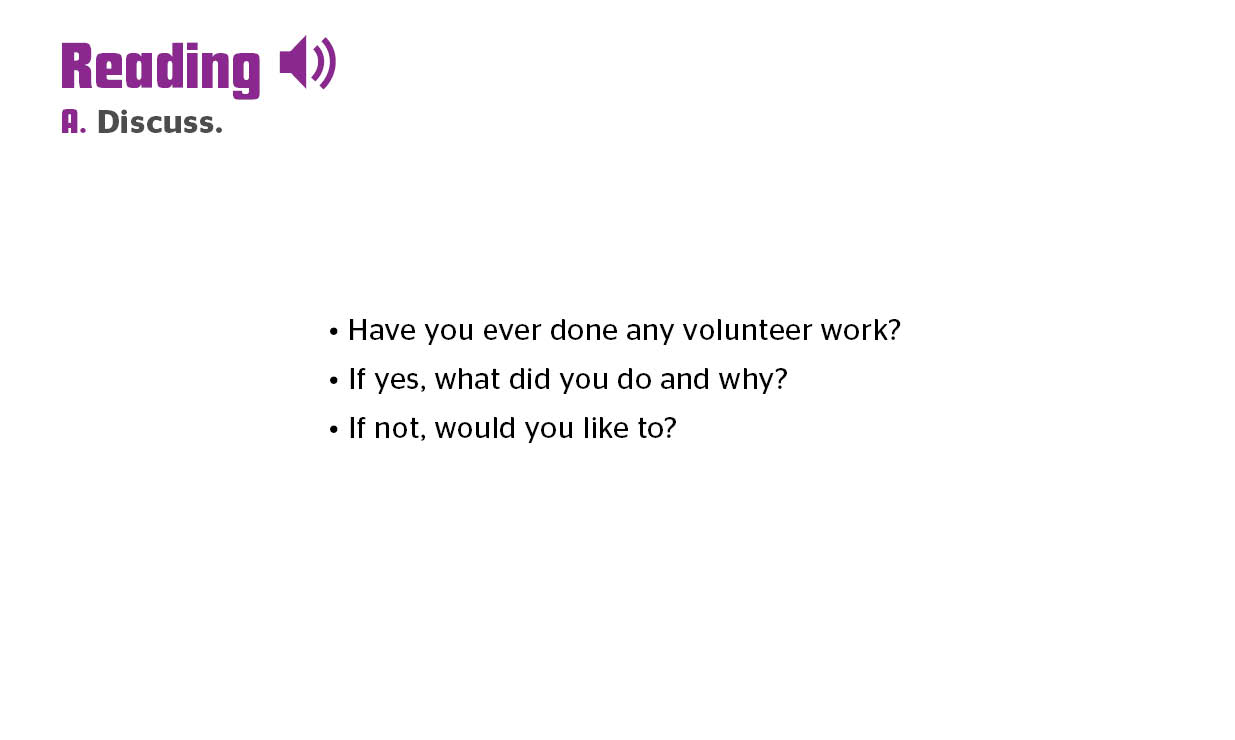 Reading
A. Discuss.
• Have you ever done any volunteer work?
• If yes, what did you do and why?
• If not, would you like to?